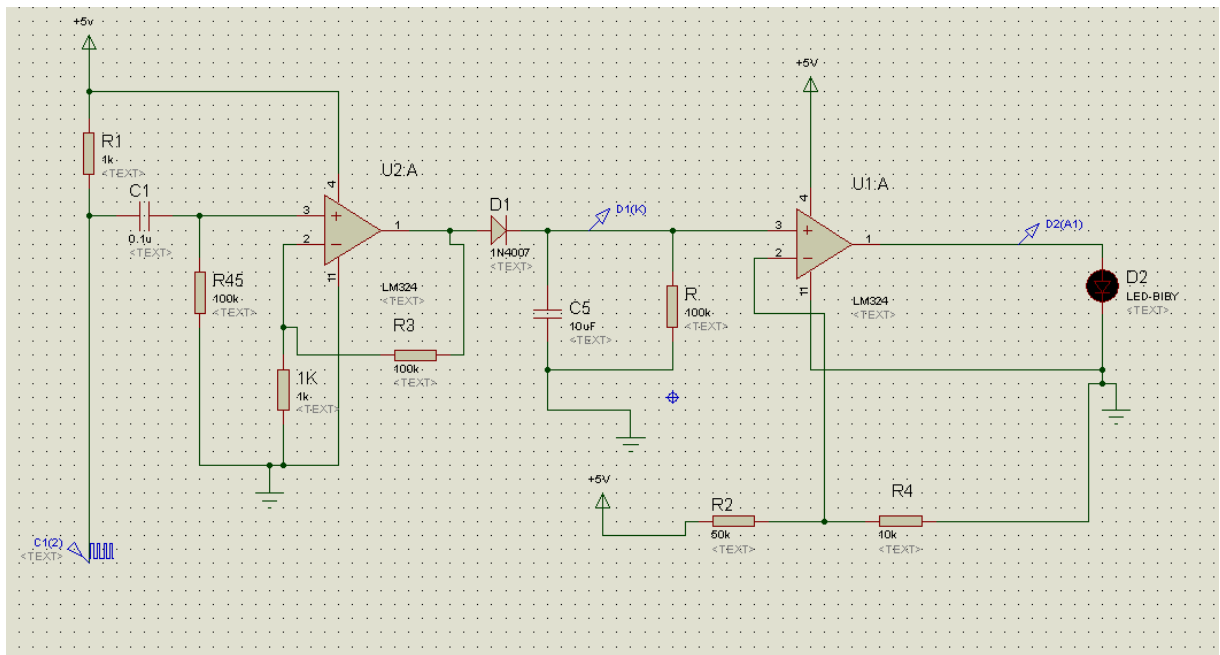 +5v
R1
1k
<TEXT>
C1
0.1u
<TEXT>
R45
100k
<TEXT>
1K
1k
<TEXT>
U2:A
3
2
4
11
1
LM324
<TEXT>
R3
100k
<TEXT>
D1
1N4007
<TEXT>
D1(K)
C5
10uF
<TEXT>
R
100k
<TEXT>
+5V
U1:A
3
2
4
11
1
LM324
<TEXT>
D2(A1)
D2
LED-BIBY
<TEXT>
+5V
R2
50k
<TEXT>
R4
10k
<TEXT>
C1(2)
<TEXT>